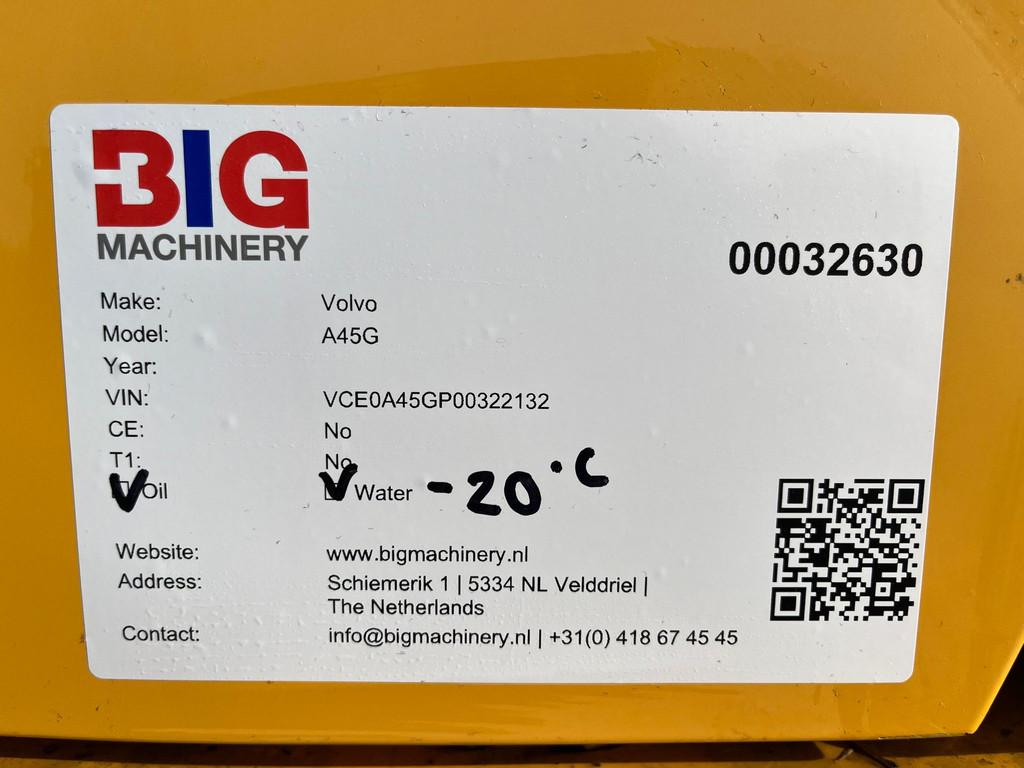 BIG
MACHINERY
00032630
Make: Volvo
Model: A45G
Year:
VIN: VCE0A45GP00322132
CE: No
T1: No
Oil Water -20°C
Website: www.bigmachinery.nl
Address: Schiemerik 1 | 5334 NL Velddriel |
The Netherlands
Contact: info@bigmachinery.nl | +31(0) 418 67 45 45